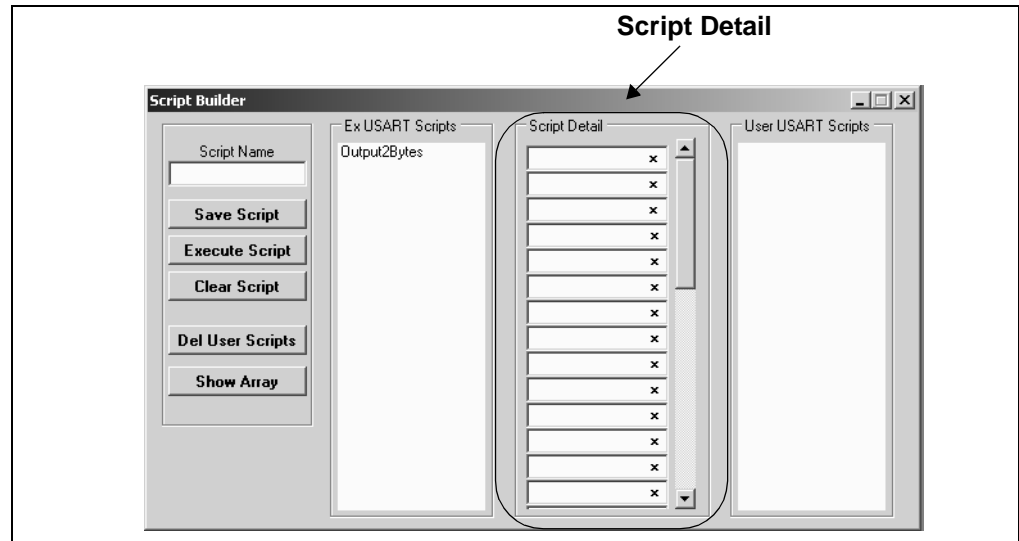 Script Detail
Script Builder
Script Name
Save Script
Execute Script
Clear Script
Del User Scripts
Show Array
Ex USART Scripts
Output2Bytes
Script Detail
x
x
x
x
x
x
x
x
x
x
x
x
x
x
User USART Scripts